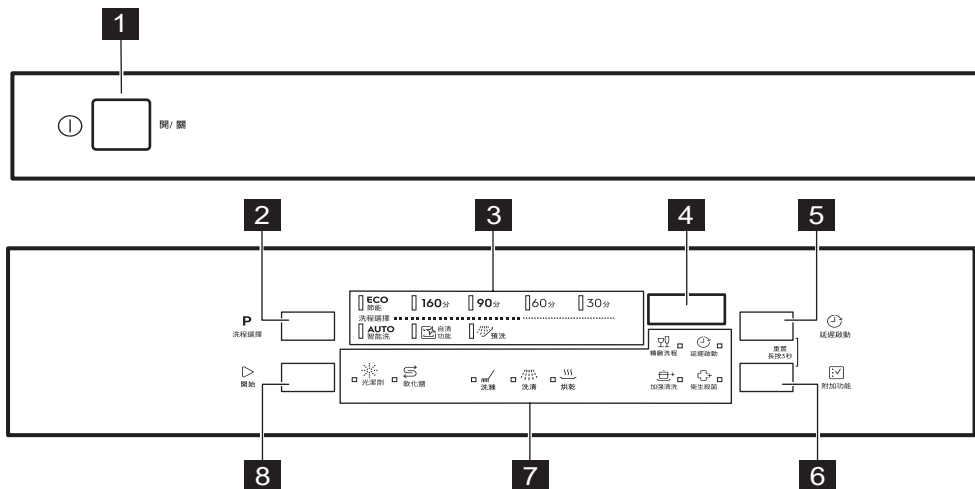 1
開/ 關
2
3
4
5
ECO
節能
160分
90分
60分
30分
P
洗程選擇
洗程選擇
AUTO
智能洗
自清
功能
預洗
精緻洗程
延遲啟動
延遲啟動
重置
長按3秒
開始
光潔劑
軟化鹽
洗滌
洗清
烘乾
加強清洗
衛生殺菌
附加功能
8
7
6